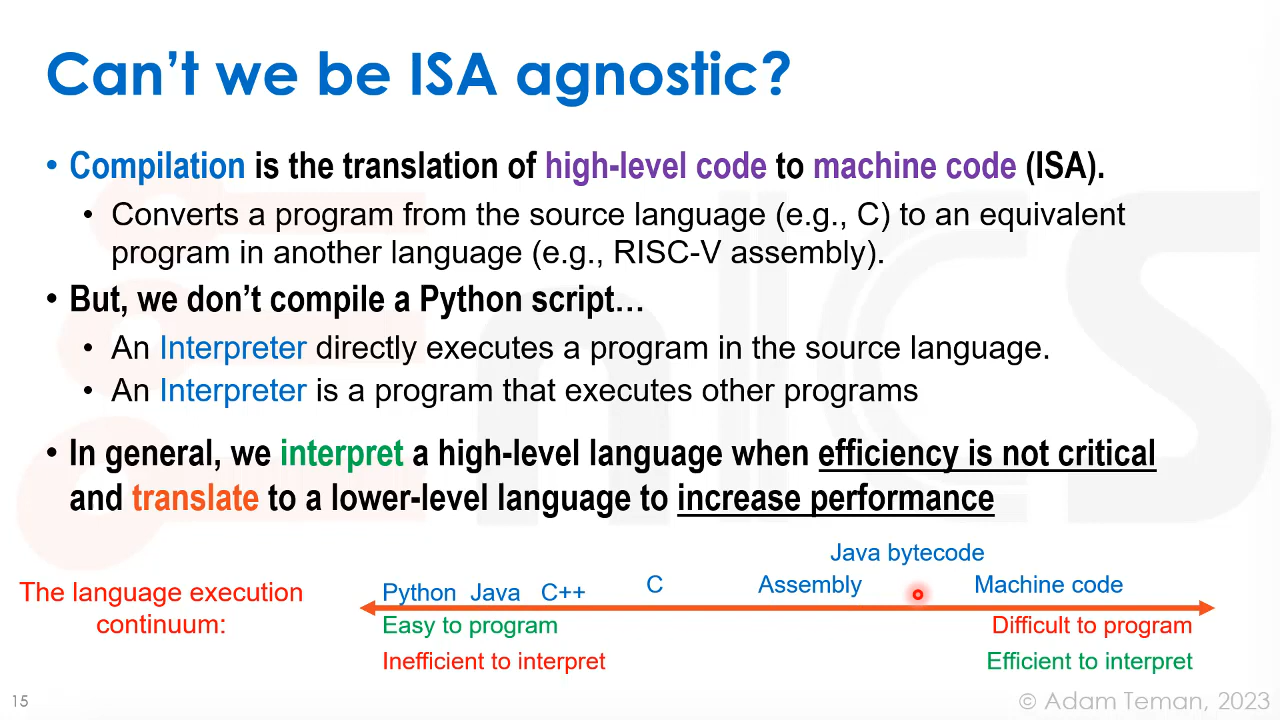 Can't we be ISA agnostic?
• Compilation is the translation of high-level code to machine code (ISA).
• Converts a program from the source language (e.g., C) to an equivalent
program in another language (e.g., RISC-V assembly).
• But, we don't compile a Python script…
• An Interpreter directly executes a program in the source language.
• An Interpreter is a program that executes other programs
• In general, we interpret a high-level language when efficiency is not critical
and translate to a lower-level language to increase performance
The language execution
continuum:
Java bytecode
Python Java C++ C Assembly Machine code
Easy to program Difficult to program
Inefficient to interpret Efficient to interpret
15
© Adam Teman, 2023
nICS